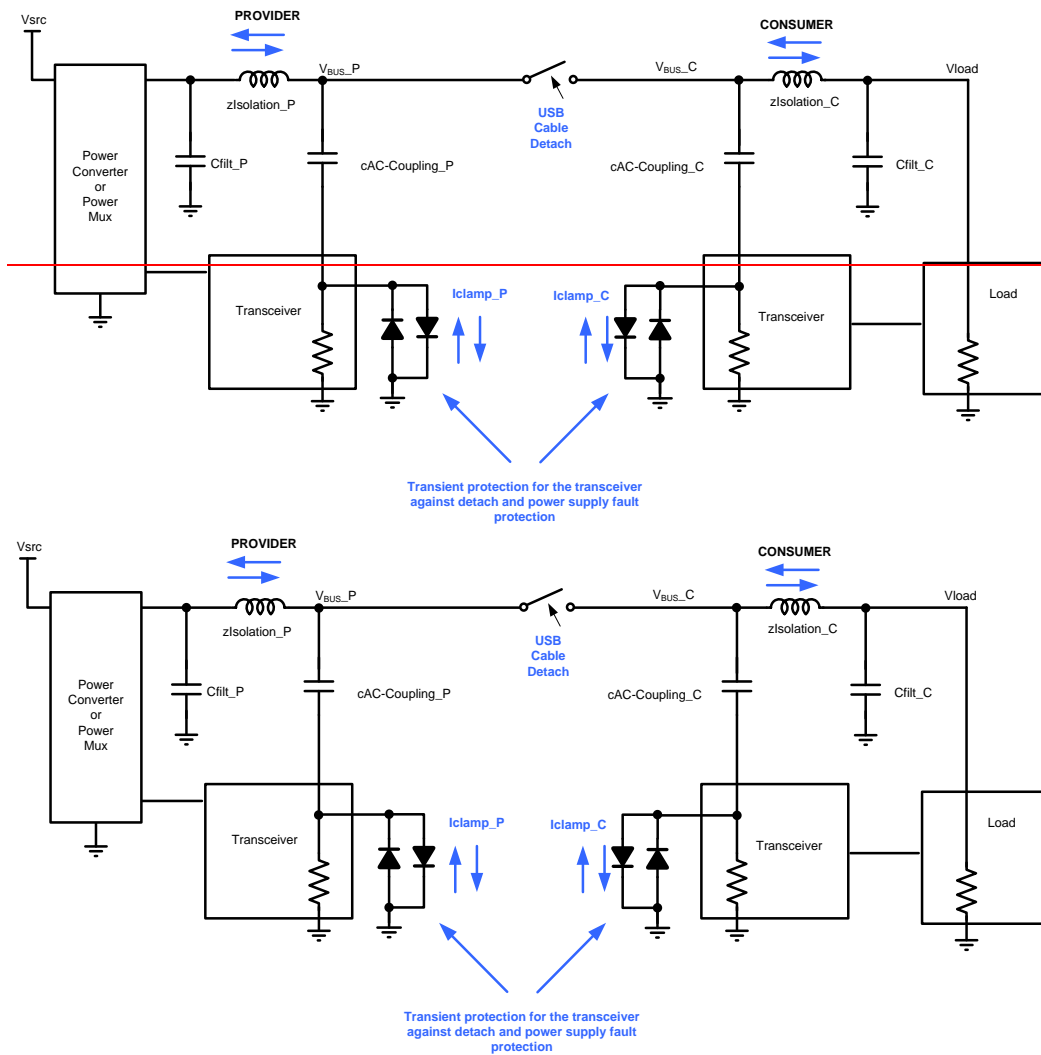 Vsrc
PROVIDER
CONSUMER
VBUS_P
VBUS_C
Vload
zIsolation_P
zIsolation_C
USB
Cable
Detach
Power
Converter
or
Power
Mux
Cfilt_P
cAC-Coupling_P
cAC-Coupling_C
Cfilt_C
Transceiver
Iclamp_P
Iclamp_C
Transceiver
Load
Transient protection for the transceiver
against detach and power supply fault
protection
Vsrc
PROVIDER
CONSUMER
VBUS_P
VBUS_C
Vload
zIsolation_P
zIsolation_C
USB
Cable
Detach
Power
Converter
or
Power
Mux
Cfilt_P
cAC-Coupling_P
cAC-Coupling_C
Cfilt_C
Transceiver
Iclamp_P
Iclamp_C
Transceiver
Load
Transient protection for the transceiver
against detach and power supply fault
protection